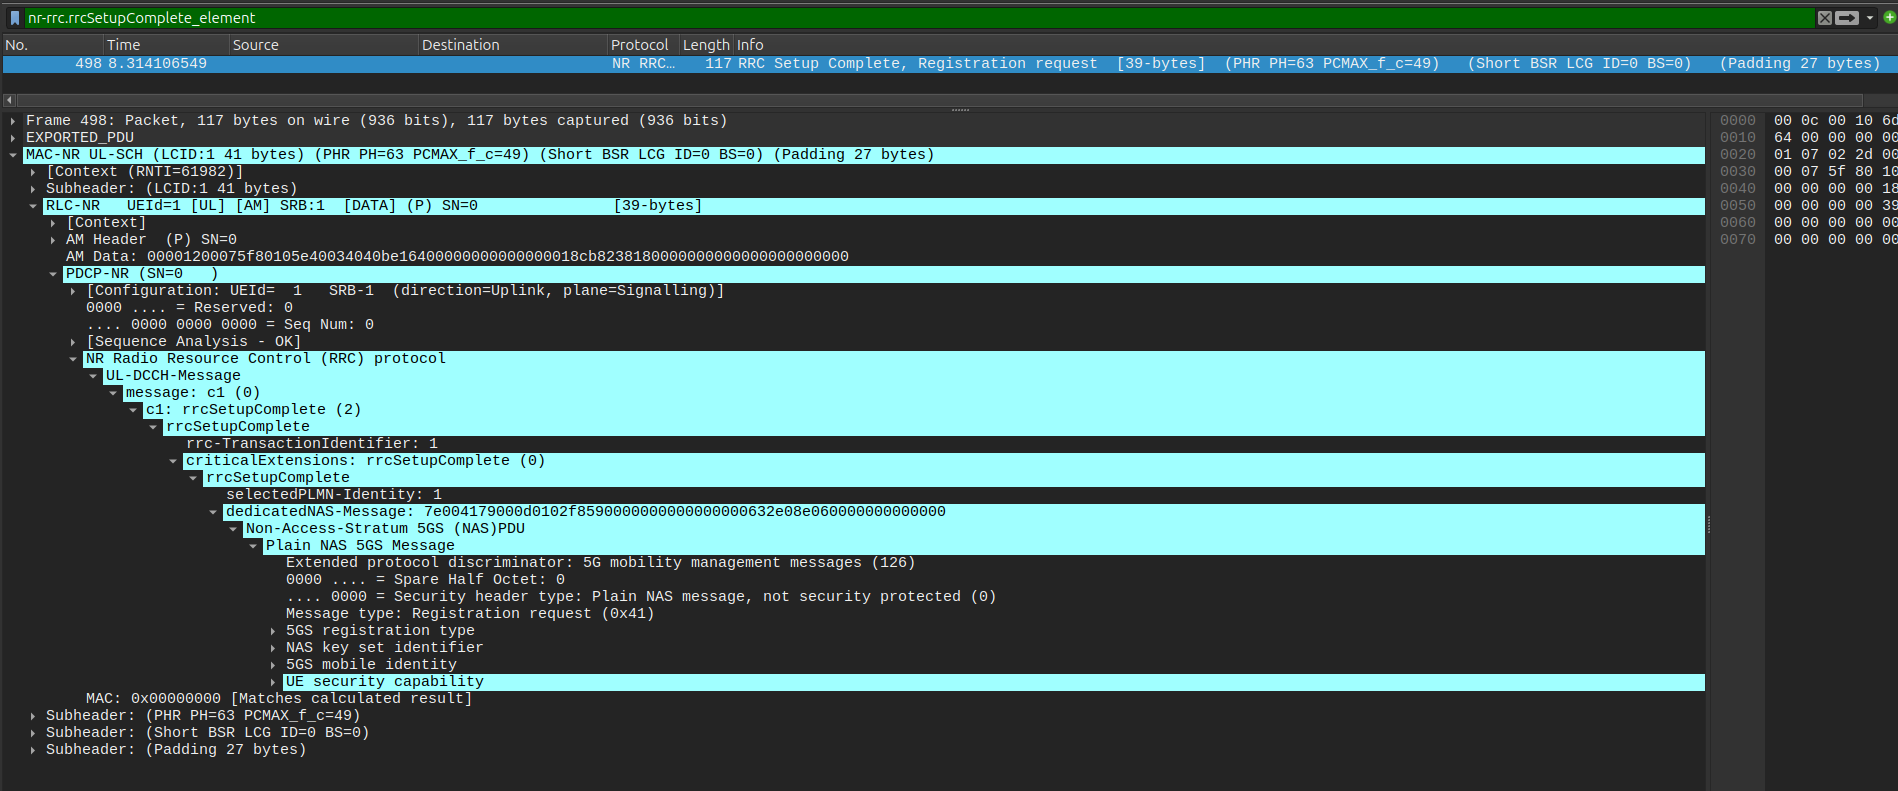 nr-rrc.rrcSetupComplete_element
No. Time Source Destination Protocol Length Info
498 8.314106549 NR RRC… 117 RRC Setup Complete, Registration request [39-bytes] (PHR PH=63 PCMAX_f_c=49) (Short BSR LCG ID=0 BS=0) (Padding 27 bytes)
Frame 498: Packet, 117 bytes on wire (936 bits), 117 bytes captured (936 bits)
EXPORTED_PDU
MAC-NR UL-SCH (LCID:1 41 bytes) (PHR PH=63 PCMAX_f_c=49) (Short BSR LCG ID=0 BS=0) (Padding 27 bytes)
[Context (RNTI=61982)]
Subheader: (LCID:1 41 bytes)
RLC-NR UEId=1 [UL] [AM] SRB:1 [DATA] (P) SN=0 [39-bytes]
[Context]
AM Header (P) SN=0
AM Data: 00001200075f80105e40034040be16400000000000000018cb8238180000000000000000000000
PDCP-NR (SN=0 )
[Configuration: UEId= 1 SRB-1 (direction=Uplink, plane=Signalling)]
0000 .... = Reserved: 0
.... 0000 0000 0000 = Seq Num: 0
[Sequence Analysis - OK]
NR Radio Resource Control (RRC) protocol
UL-DCCH-Message
message: c1 (0)
c1: rrcSetupComplete (2)
rrcSetupComplete
rrc-TransactionIdentifier: 1
criticalExtensions: rrcSetupComplete (0)
rrcSetupComplete
selectedPLMN-Identity: 1
dedicatedNAS-Message: 7e004179000d0102f8590000000000000000632e08e060000000000000
Non-Access-Stratum 5GS (NAS)PDU
Plain NAS 5GS Message
Extended protocol discriminator: 5G mobility management messages (126)
0000 .... = Spare Half Octet: 0
.... 0000 = Security header type: Plain NAS message, not security protected (0)
Message type: Registration request (0x41)
5GS registration type
NAS key set identifier
5GS mobile identity
UE security capability
MAC: 0x00000000 [Matches calculated result]
Subheader: (PHR PH=63 PCMAX_f_c=49)
Subheader: (Short BSR LCG ID=0 BS=0)
Subheader: (Padding 27 bytes)
0000 00 0c 00 10 6d
0010 64 00 00 00 00
0020 01 07 02 2d 00
0030 00 07 5f 80 10
0040 00 00 00 00 18
0050 00 00 00 00 39
0060 00 00 00 00 00
0070 00 00 00 00 00